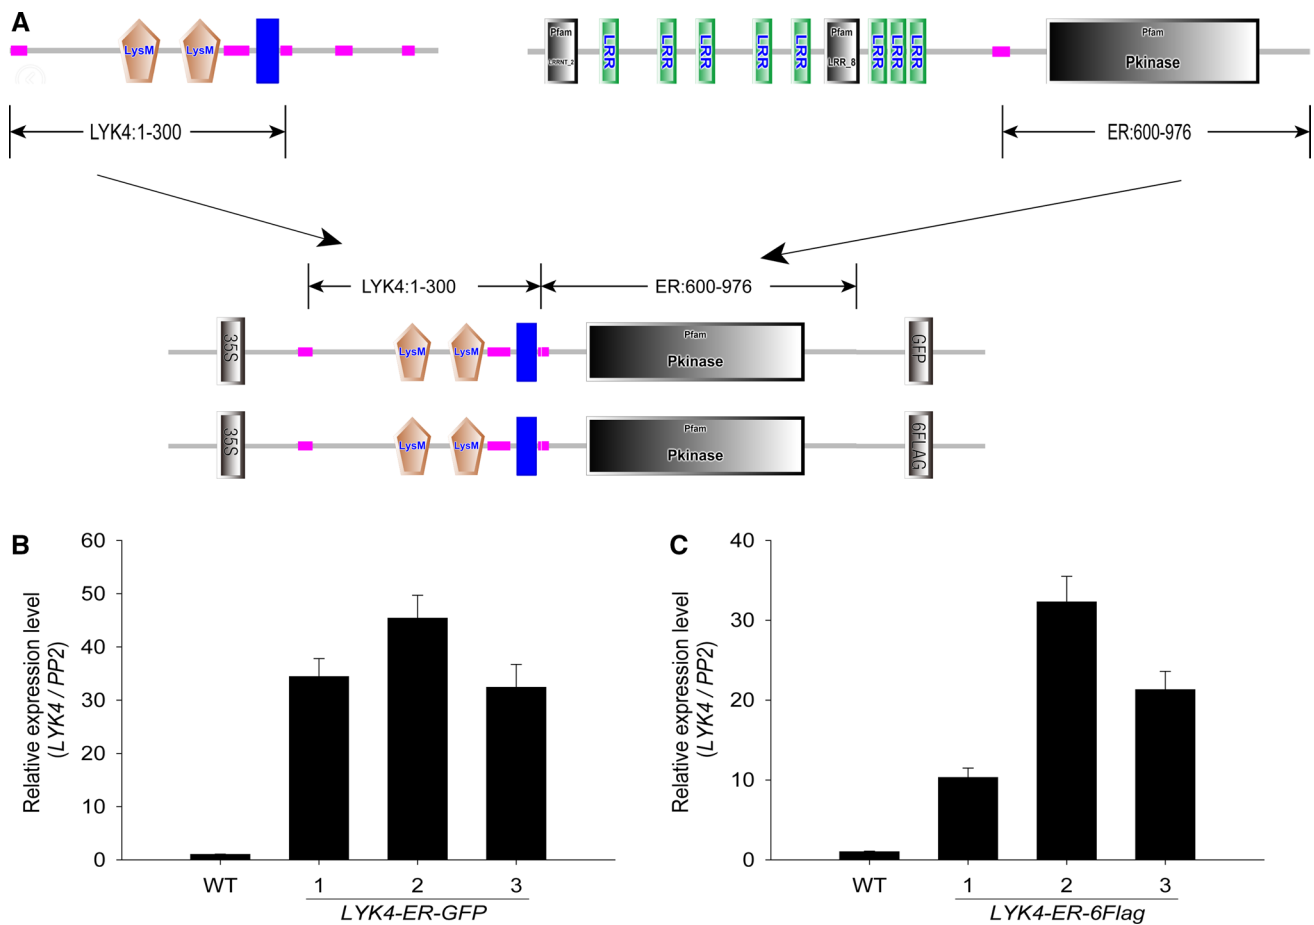 A
LysM LysM
Pfam
LRRNT_2
LRR LRR LRR LRR LRR
Pfam
LRR_8
LRR LRR LRR
Pfam
Pkinase
LYK4:1-300
ER:600-976
LYK4:1-300
ER:600-976
35S
LysM LysM
Pfam
Pkinase
GFP
35S
LysM LysM
Pfam
Pkinase
6FLAG
B
Relative expression level
(LYK4 / PP2)
60
50
40
30
20
10
0
WT 1 2 3
LYK4-ER-GFP
C
Relative expression level
(LYK4 / PP2)
40
30
20
10
0
WT 1 2 3
LYK4-ER-6Flag